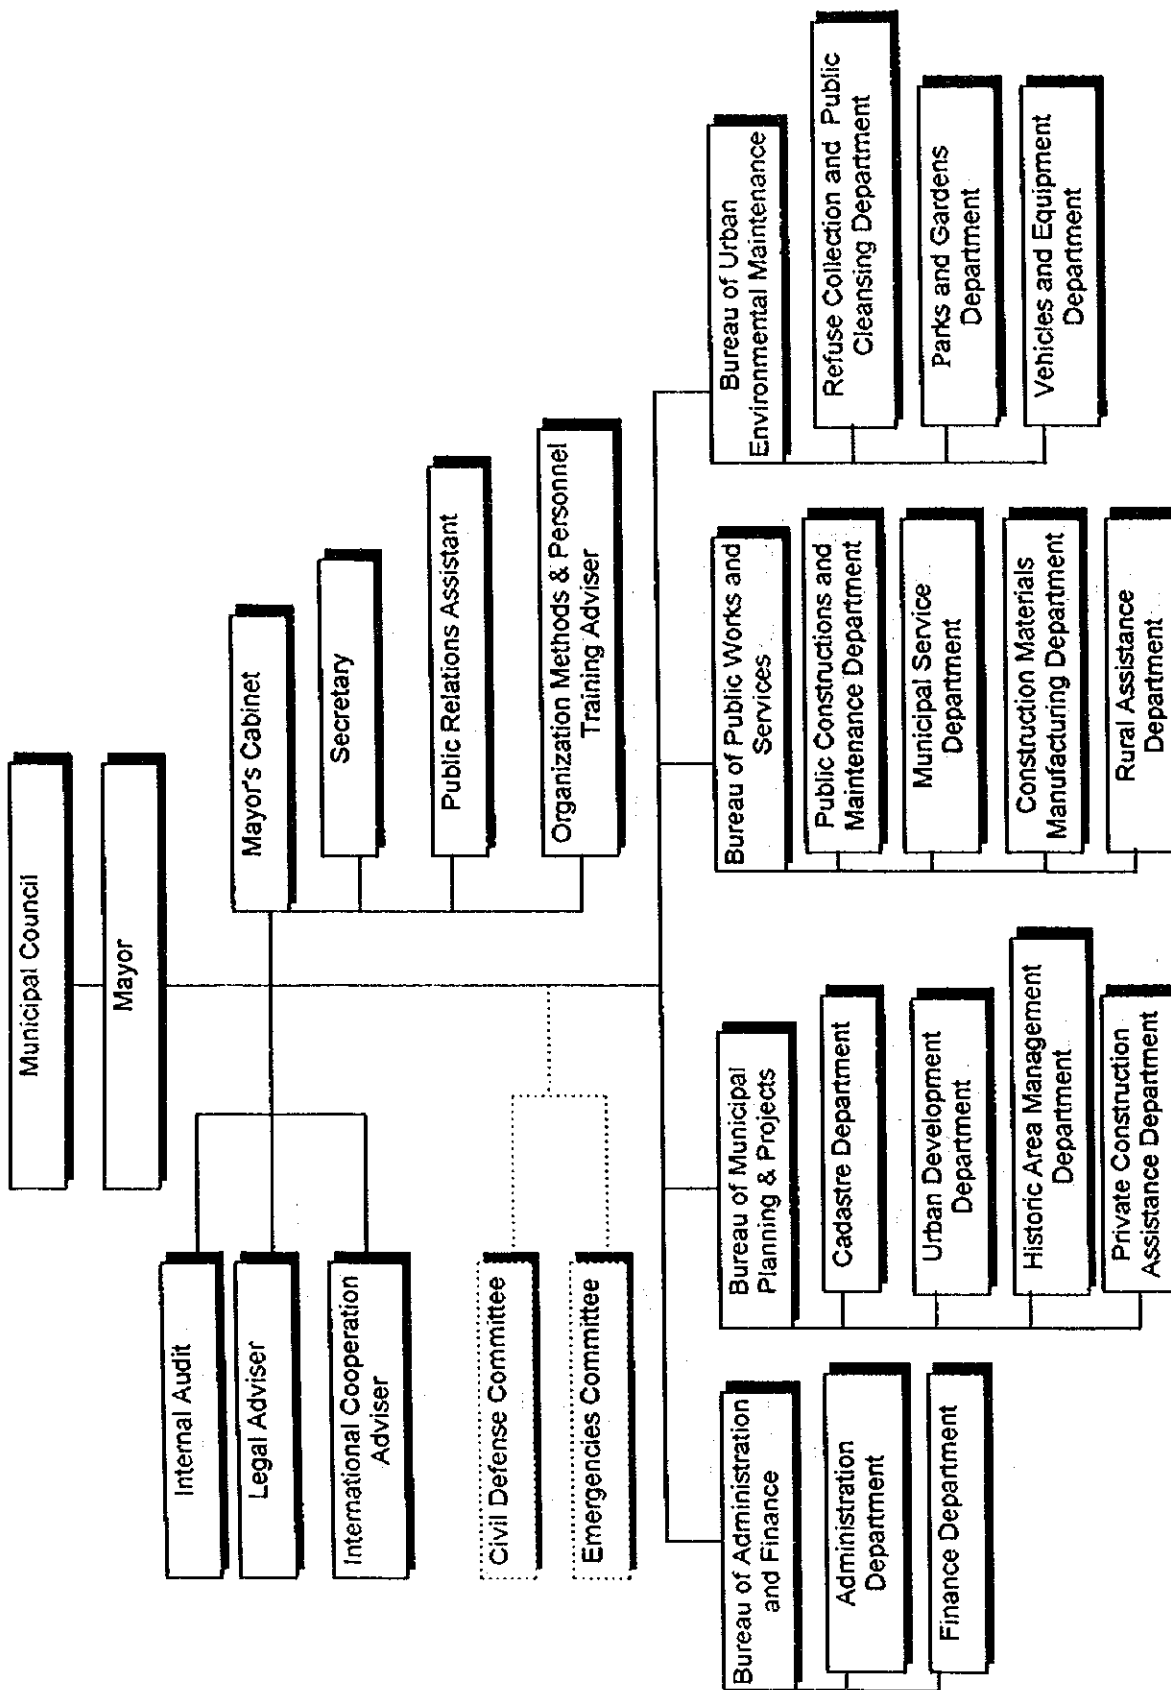 Municipal Council
Mayor
Mayor's Cabinet
Secretary
Public Relations Assistant
Organization Methods & Personnel
Training Adviser
Internal Audit
Legal Adviser
International Cooperation
Adviser
Civil Defense Committee
Emergencies Committee
Bureau of Administration
and Finance
Administration
Department
Finance Department
Bureau of Municipal
Planning & Projects
Cadastre Department
Urban Development
Department
Historic Area Management
Department
Private Construction
Assistance Department
Bureau of Public Works and
Services
Public Constructions and
Maintenance Department
Municipal Service
Department
Construction Materials
Manufacturing Department
Rural Assistance
Department
Bureau of Urban
Environmental Maintenance
Refuse Collection and Public
Cleansing Department
Parks and Gardens
Department
Vehicles and Equipment
Department